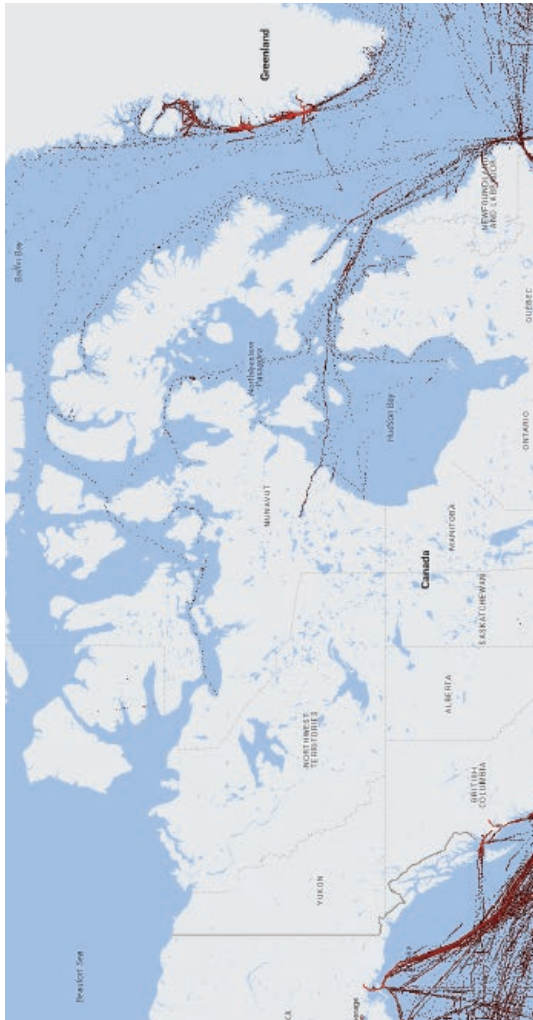 Greenland
Baffin Bay
NEWFOUNDLAND
AND LABRADOR
QUEBEC
Northwestern
Passages
Hudson Bay
ONTARIO
NUNAVUT
MANITOBA
Canada
SASKATCHEWAN
ALBERTA
NORTHWEST
TERRITORIES
BRITISH
COLUMBIA
YUKON
Beaufort Sea